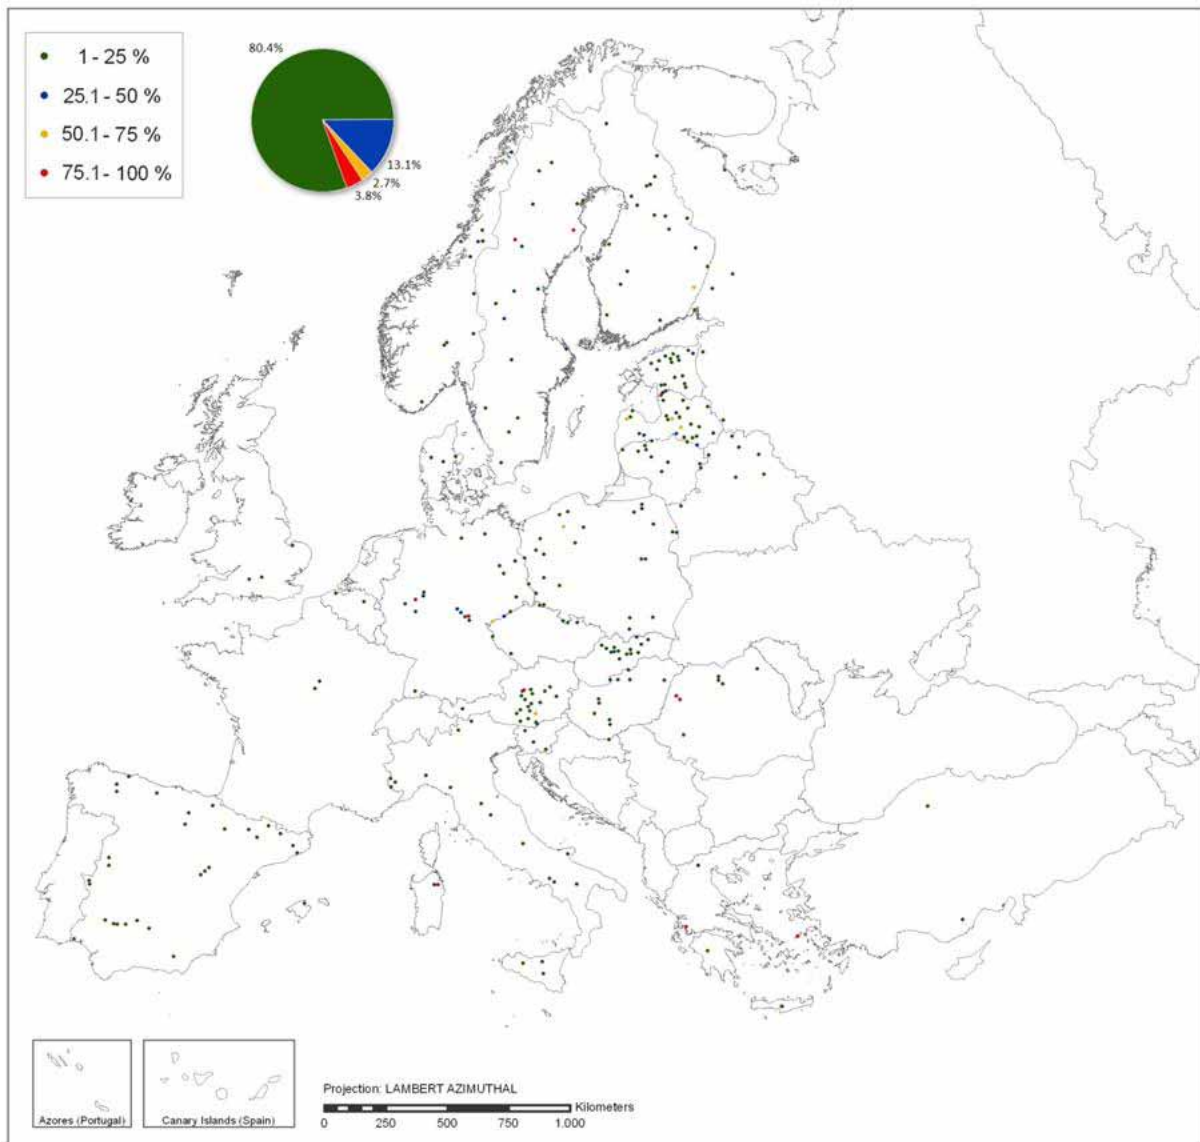 1 - 25 %
25.1 - 50 %
50.1 - 75 %
75.1 - 100 %
80.4%
13.1%
2.7%
3.8%
Azores (Portugal)
Canary Islands (Spain)
Projection: LAMBERT AZIMUTHAL
Kilometers
0 250 500 750 1.000